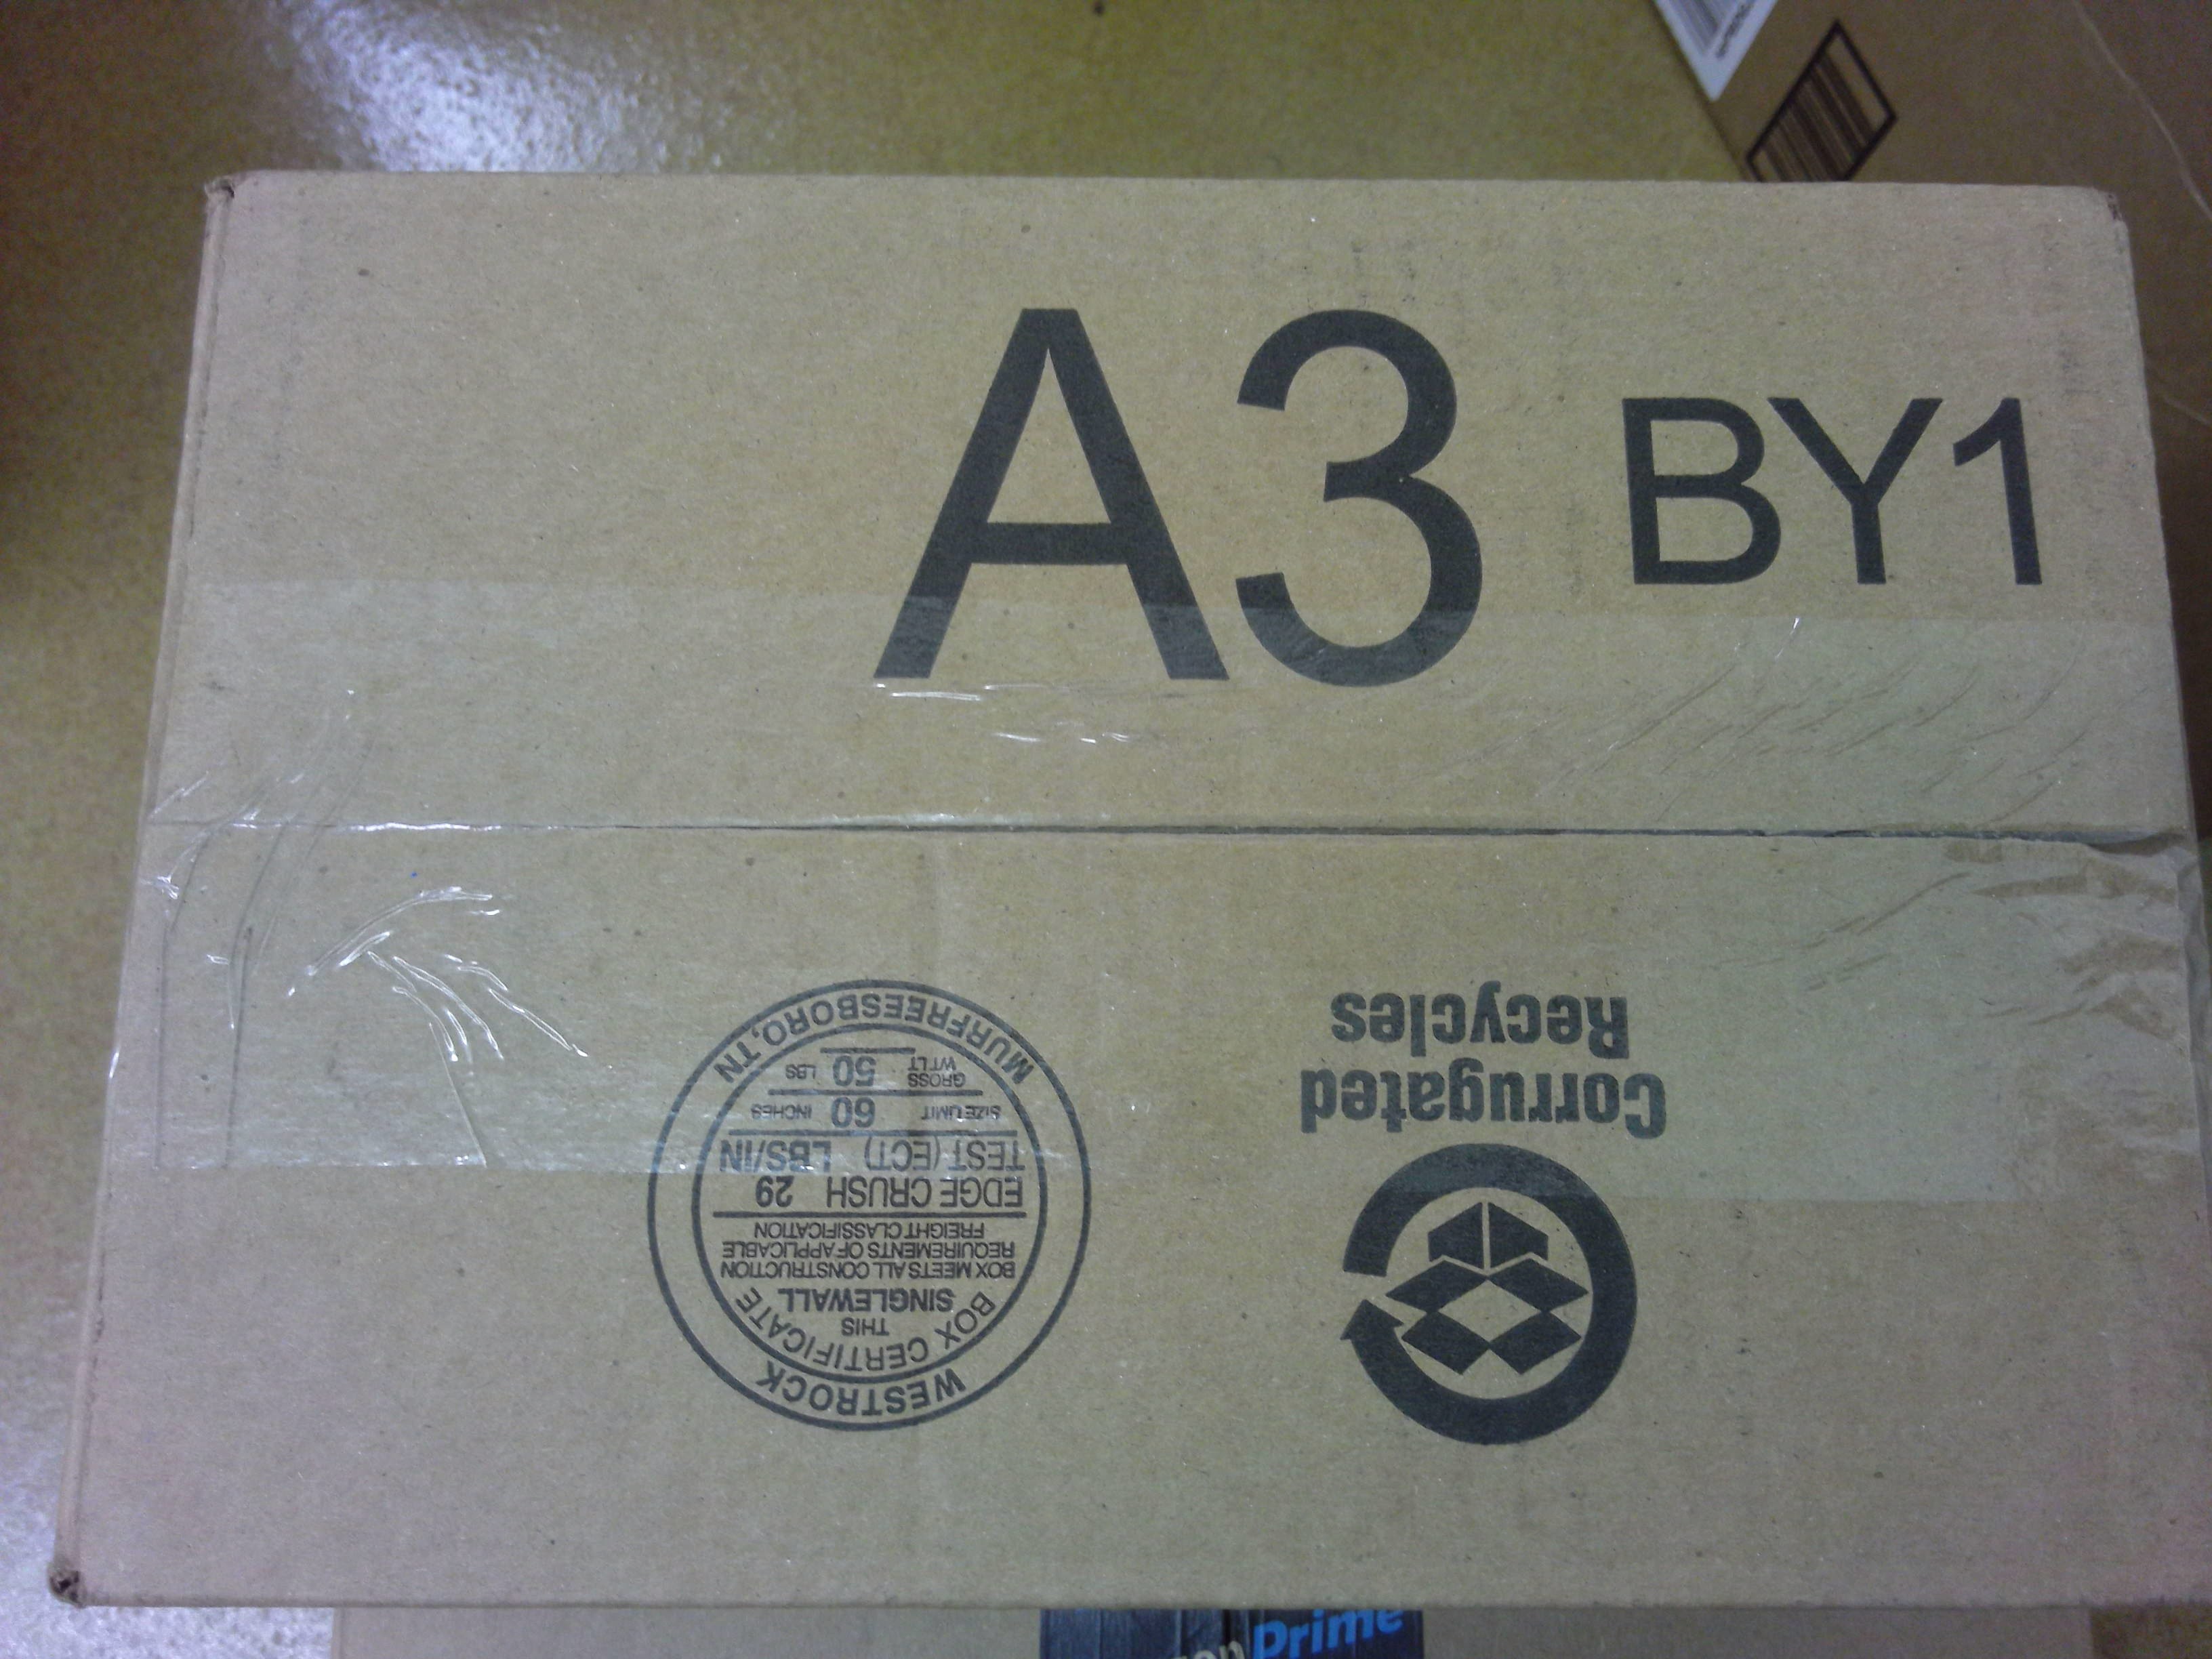 A3 BY1
Corrugated
Recycles
WESTROCK
BOX CERTIFICATE
THIS
SINGLEWALL
BOX MEETS ALL CONSTRUCTION
REQUIREMENTS OF APPLICABLE
FREIGHT CLASSIFICATION
EDGE CRUSH 29
TEST (ECT) LBS/IN
SIZE LIMIT 60 INCHES
GROSS
WT LT 50 LBS
MURFREESBORO, TN
Prime